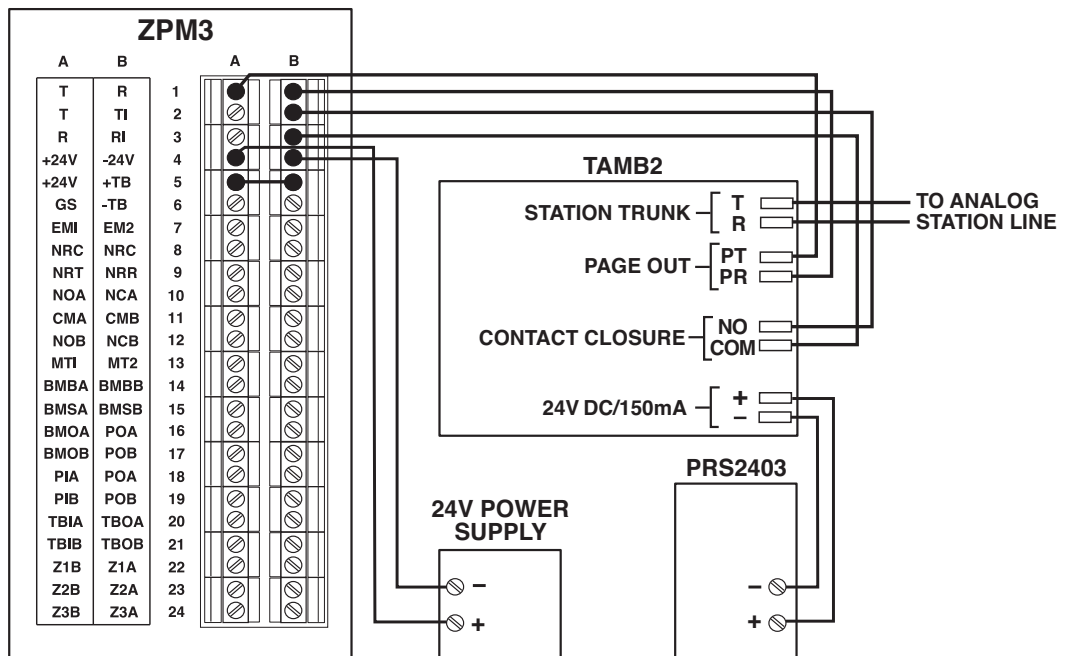 ZPM3
A B A B
T R 1
T TI 2
R RI 3
+24V -24V 4
+24V +TB 5
GS -TB 6
EMI EM2 7
NRC NRC 8
NRT NRR 9
NOA NCA 10
CMA CMB 11
NOB NCB 12
MTI MT2 13
BMBA BMBB 14
BMSA BMSB 15
BMOA POA 16
BMOB POB 17
PIA POA 18
PIB POB 19
TBIA TBOA 20
TBIB TBOB 21
Z1B Z1A 22
Z2B Z2A 23
Z3B Z3A 24
TAMB2
STATION TRUNK T
R
TO ANALOG
STATION LINE
PAGE OUT PT
PR
CONTACT CLOSURE NO
COM
24V DC/150mA +
–
24V POWER
SUPPLY
–
+
PRS2403
–
+